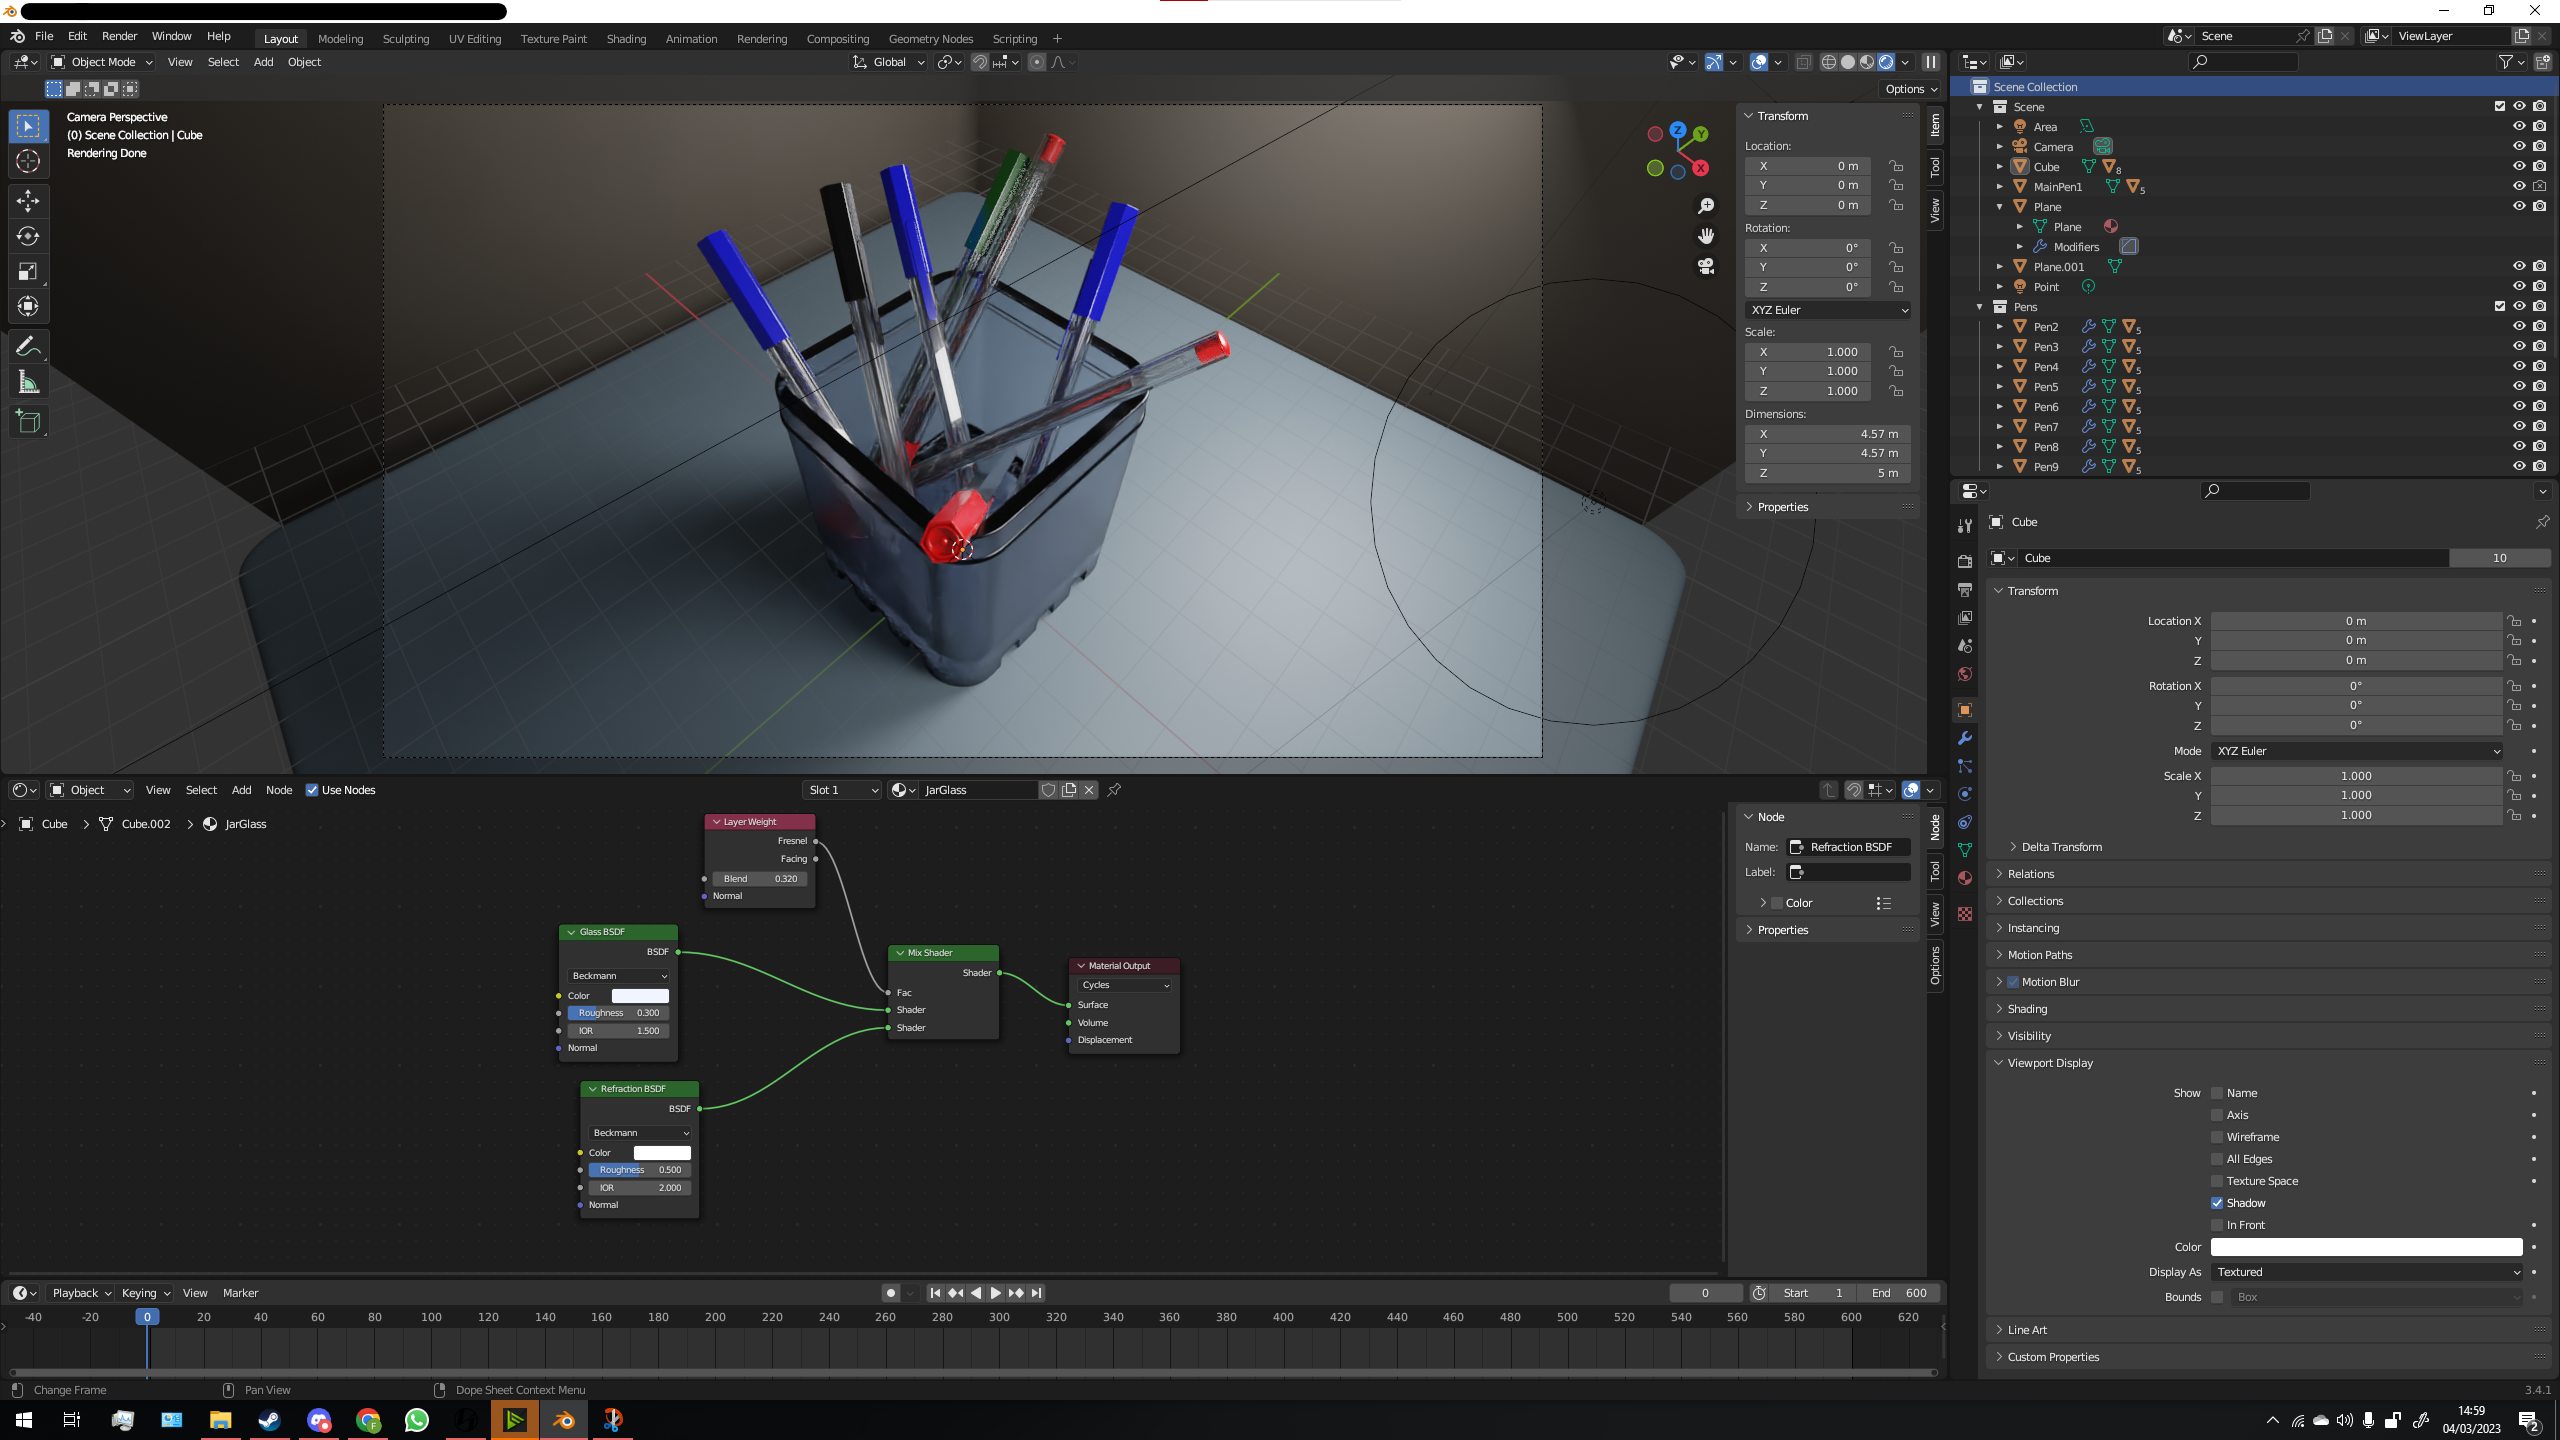 File Edit Render Window Help Layout Modeling Sculpting UV Editing Texture Paint Shading Animation Rendering Compositing Geometry Nodes Scripting + Scene ViewLayer
Object Mode View Select Add Object Global
Options
Camera Perspective
(0) Scene Collection | Cube
Rendering Done
Z
Y
X
Transform
Location:
X 0 m
Y 0 m
Z 0 m
Rotation:
X 0°
Y 0°
Z 0°
XYZ Euler
Scale:
X 1.000
Y 1.000
Z 1.000
Dimensions:
X 4.57 m
Y 4.57 m
Z 5 m
Properties
Item
Tool
View
Scene Collection
Scene
Area
Camera
Cube 8
MainPen1 5
Plane
Plane
Modifiers
Plane.001
Point
Pens
Pen2 5
Pen3 5
Pen4 5
Pen5 5
Pen6 5
Pen7 5
Pen8 5
Pen9 5
Cube
Cube 10
Transform
Location X 0 m
Y 0 m
Z 0 m
Rotation X 0°
Y 0°
Z 0°
Mode XYZ Euler
Scale X 1.000
Y 1.000
Z 1.000
Delta Transform
Relations
Collections
Instancing
Motion Paths
Motion Blur
Shading
Visibility
Viewport Display
Show Name
Axis
Wireframe
All Edges
Texture Space
Shadow
In Front
Color
Display As Textured
Bounds Box
Line Art
Custom Properties
Object View Select Add Node Use Nodes Slot 1 JarGlass
Cube > Cube.002 > JarGlass
Layer Weight
Fresnel
Facing
Blend 0.320
Normal
Glass BSDF
BSDF
Beckmann
Color
Roughness 0.300
IOR 1.500
Normal
Refraction BSDF
BSDF
Beckmann
Color
Roughness 0.500
IOR 2.000
Normal
Mix Shader
Shader
Fac
Shader
Shader
Material Output
Cycles
Surface
Volume
Displacement
Node
Name: Refraction BSDF
Label:
Color
Properties
Node
Tool
View
Options
Playback Keying View Marker 0 Start 1 End 600
-40 -20 0 20 40 60 80 100 120 140 160 180 200 220 240 260 280 300 320 340 360 380 400 420 440 460 480 500 520 540 560 580 600 620
Change Frame Pan View Dope Sheet Context Menu 3.4.1
F
14:59
04/03/2023
2